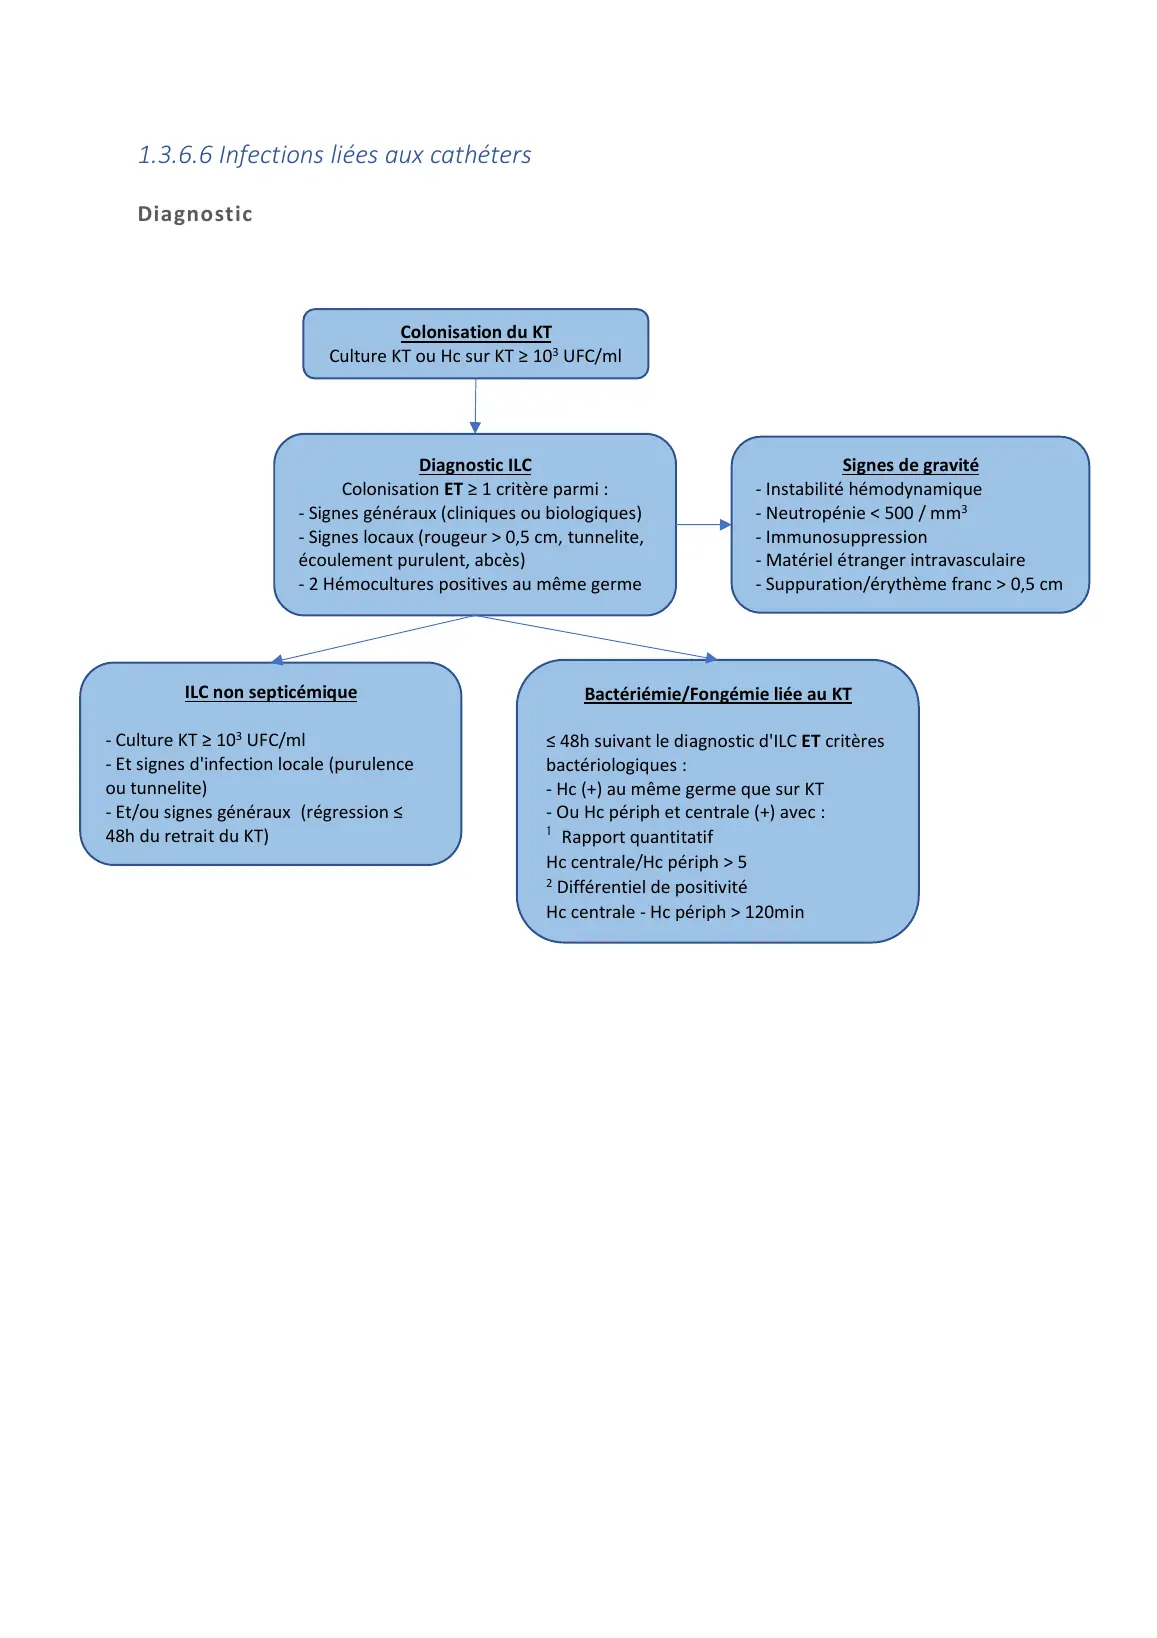 1.3.6.6 Infections liées aux cathéters
Diagnostic
Colonisation du KT
Culture KT ou Hc sur KT ≥ 10³ UFC/ml
Diagnostic ILC
Colonisation ET ≥ 1 critère parmi :
- Signes généraux (cliniques ou biologiques)
- Signes locaux (rougeur > 0,5 cm, tunnelite,
écoulement purulent, abcès)
- 2 Hémocultures positives au même germe
Signes de gravité
- Instabilité hémodynamique
- Neutropénie < 500 / mm³
- Immunosuppression
- Matériel étranger intravasculaire
- Suppuration/érythème franc > 0,5 cm
ILC non septicémique
- Culture KT ≥ 10³ UFC/ml
- Et signes d'infection locale (purulence
ou tunnelite)
- Et/ou signes généraux (régression ≤
48h du retrait du KT)
Bactériémie/Fongémie liée au KT
≤ 48h suivant le diagnostic d'ILC ET critères
bactériologiques :
- Hc (+) au même germe que sur KT
- Ou Hc périph et centrale (+) avec :
¹ Rapport quantitatif
Hc centrale/Hc périph > 5
² Différentiel de positivité
Hc centrale - Hc périph > 120min